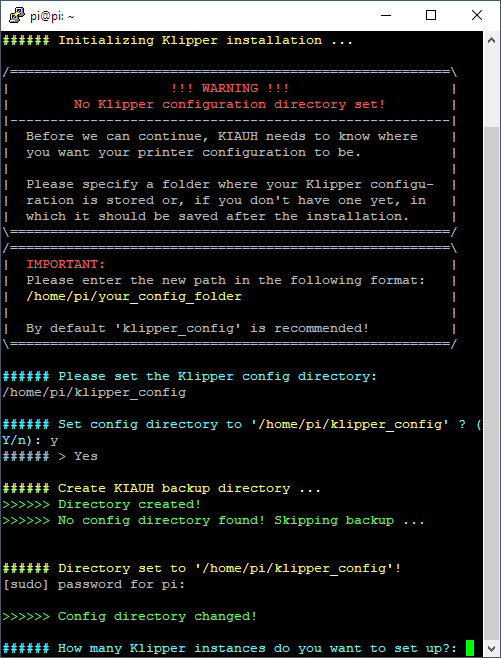 pi@pi: ~
###### Initializing Klipper installation ...
/=======================================================\
|                    !!! WARNING !!!                    |
|        No Klipper configuration directory set!        |
|-------------------------------------------------------|
|  Before we can continue, KIAUH needs to know where    |
|  you want your printer configuration to be.           |
|                                                       |
|  Please specify a folder where your Klipper configu-  |
|  ration is stored or, if you don't have one yet, in   |
|  which it should be saved after the installation.     |
\=======================================================/
/=======================================================\
|  IMPORTANT:                                           |
|  Please enter the new path in the following format:   |
|  /home/pi/your_config_folder                          |
|                                                       |
|  By default 'klipper_config' is recommended!          |
\=======================================================/
###### Please set the Klipper config directory:
/home/pi/klipper_config
###### Set config directory to '/home/pi/klipper_config' ? (
Y/n): y
###### > Yes
###### Create KIAUH backup directory ...
>>>>>> Directory created!
>>>>>> No config directory found! Skipping backup ...
###### Directory set to '/home/pi/klipper_config'!
[sudo] password for pi:
>>>>>> Config directory changed!
###### How many Klipper instances do you want to set up?: